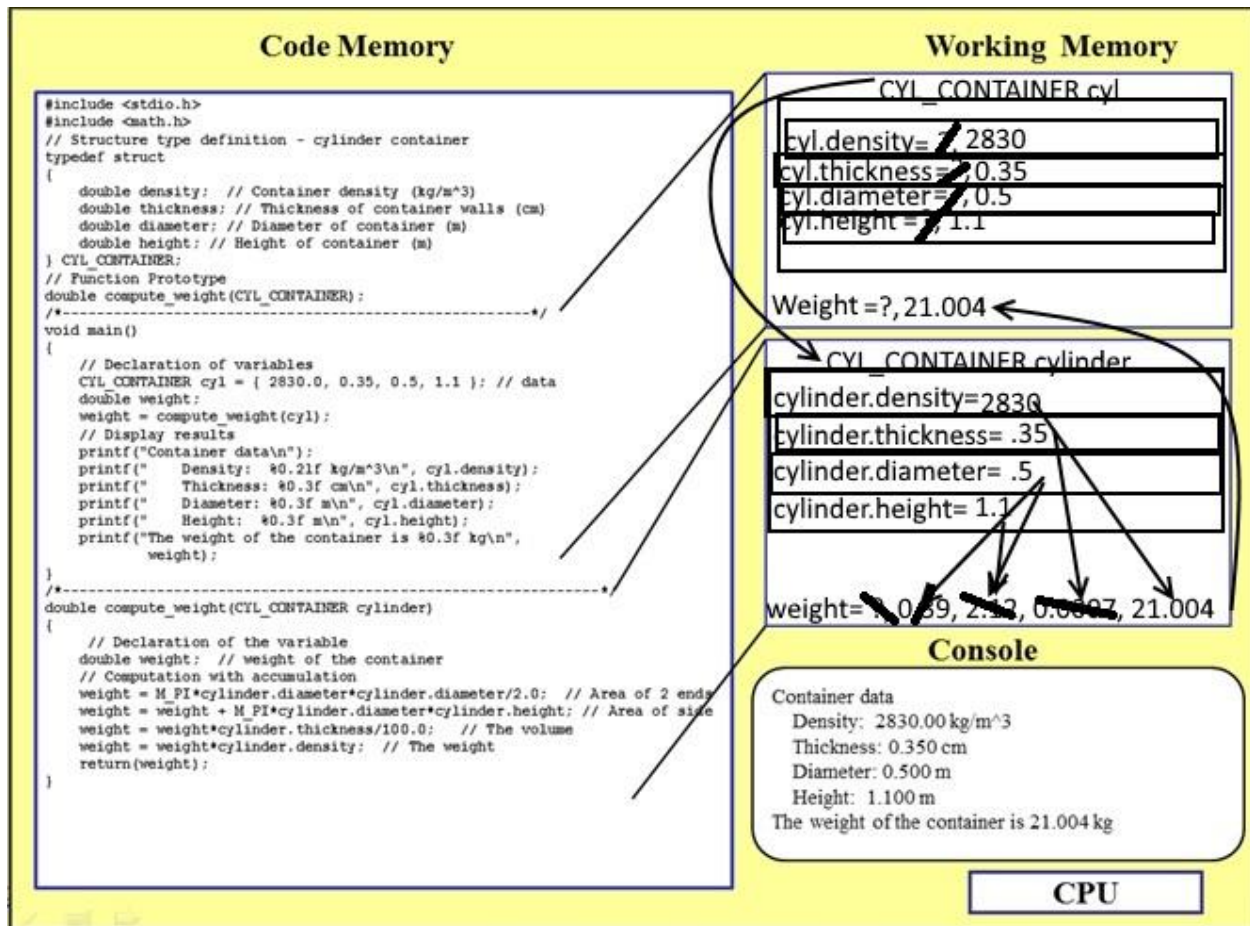 Code Memory
#include <stdio.h>
#include <math.h>
// Structure type definition - cylinder container
typedef struct
{
double density; // Container density (kg/m^3)
double thickness; // Thickness of container walls (cm)
double diameter; // Diameter of container (m)
double height; // Height of container (m)
} CYL_CONTAINER;
// Function Prototype
double compute_weight(CYL_CONTAINER);
/*------------------------------------------------------*/
void main()
{
// Declaration of variables
CYL_CONTAINER cyl = { 2830.0, 0.35, 0.5, 1.1 }; // data
double weight;
weight = compute_weight(cyl);
// Display results
printf("Container data\n");
printf("    Density:  %0.2lf kg/m^3\n", cyl.density);
printf("    Thickness: %0.3f cm\n", cyl.thickness);
printf("    Diameter: %0.3f m\n", cyl.diameter);
printf("    Height:  %0.3f m\n", cyl.height);
printf("The weight of the container is %0.3f kg\n",
weight);
}
/*--------------------------------------------------------------*/
double compute_weight(CYL_CONTAINER cylinder)
{
// Declaration of the variable
double weight;  // weight of the container
// Computation with accumulation
weight = M_PI*cylinder.diameter*cylinder.diameter/2.0;  // Area of 2 ends
weight = weight + M_PI*cylinder.diameter*cylinder.height; // Area of side
weight = weight*cylinder.thickness/100.0;   // The volume
weight = weight*cylinder.density;  // The weight
return(weight);
}
Working Memory
CYL_CONTAINER cyl
cyl.density= , 2830
cyl.thickness= , 0.35
cyl.diameter= , 0.5
cyl.height = , 1.1
Weight =?, 21.004
CYL_CONTAINER cylinder
cylinder.density= 2830
cylinder.thickness= .35
cylinder.diameter= .5
cylinder.height= 1.1
weight= ?, 0.39, 2.12, 0.0097, 21.004
Console
Container data
Density: 2830.00 kg/m^3
Thickness: 0.350 cm
Diameter: 0.500 m
Height: 1.100 m
The weight of the container is 21.004 kg
CPU